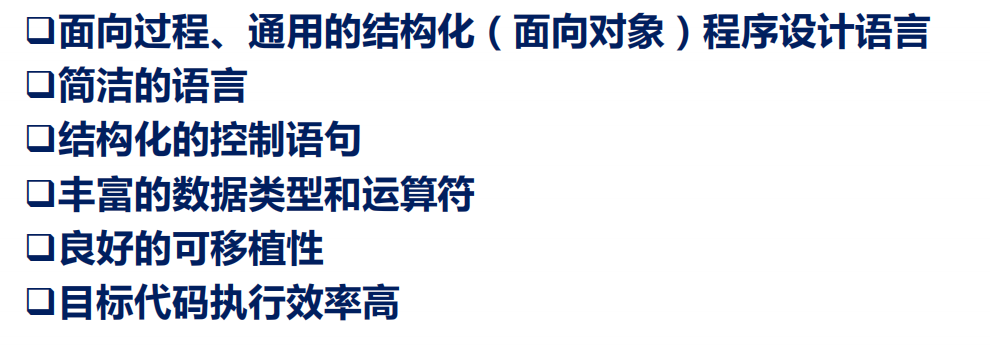 ❑面向过程、通用的结构化（面向对象）程序设计语言
❑简洁的语言
❑结构化的控制语句
❑丰富的数据类型和运算符
❑良好的可移植性
❑目标代码执行效率高